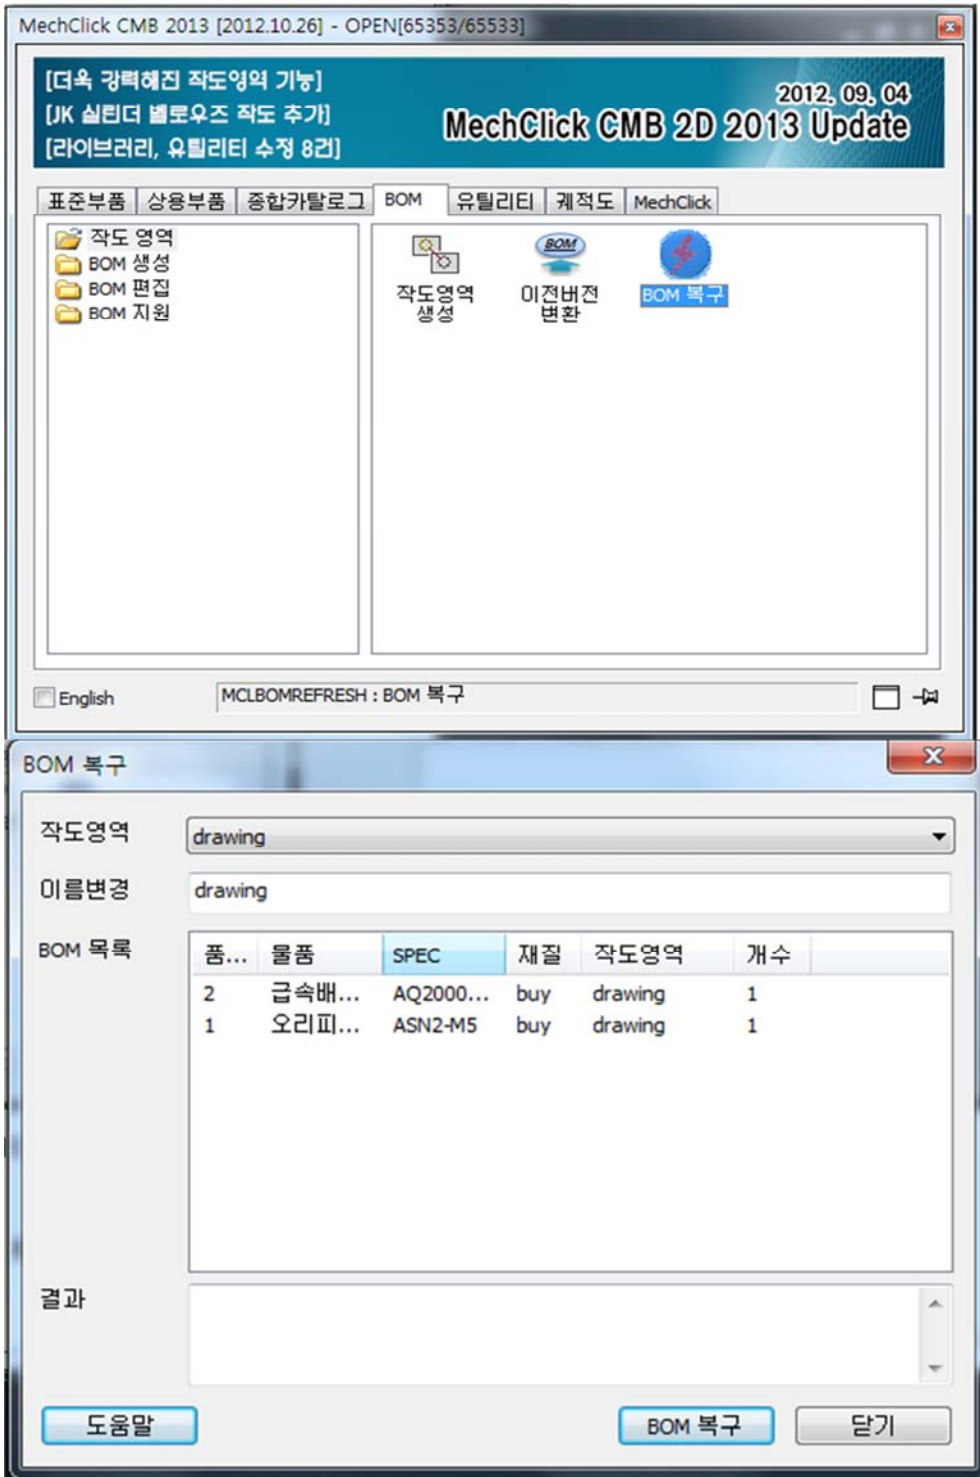 MechClick CMB 2013 [2012.10.26] - OPEN[65353/65533]
[더욱 강력해진 작도영역 기능]
[JK 실린더 벨로우즈 작도 추가]
[라이브러리, 유틸리티 수정 8건]
2012. 09. 04
MechClick CMB 2D 2013 Update
표준부품 상용부품 종합카탈로그 BOM 유틸리티 궤적도 MechClick
작도 영역
BOM 생성
BOM 편집
BOM 지원
작도영역 생성
이전버전 변환
BOM
BOM 복구
English
MCLBOMREFRESH : BOM 복구
BOM 복구
작도영역 drawing
이름변경 drawing
BOM 목록
품... 물품 SPEC 재질 작도영역 개수
2 급속배... AQ2000... buy drawing 1
1 오리피... ASN2-M5 buy drawing 1
결과
도움말 BOM 복구 닫기